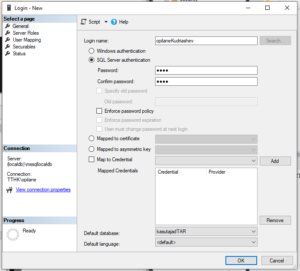 Login - New
Select a page
General
Server Roles
User Mapping
Securables
Status
Script
Help
Login name:
opilaneKudriashev
Search...
Windows authentication
SQL Server authentication
Password:
Confirm password:
Specify old password
Old password:
Enforce password policy
Enforce password expiration
User must change password at next login
Mapped to certificate
Mapped to asymmetric key
Map to Credential
Add
Mapped Credentials
Credential
Provider
Remove
Default database:
kasutajadTAR
Default language:
<default>
Connection
Server:
(localdb)\mssqllocaldb
Connection:
TTHK\opilane
View connection properties
Progress
Ready
OK
Cancel